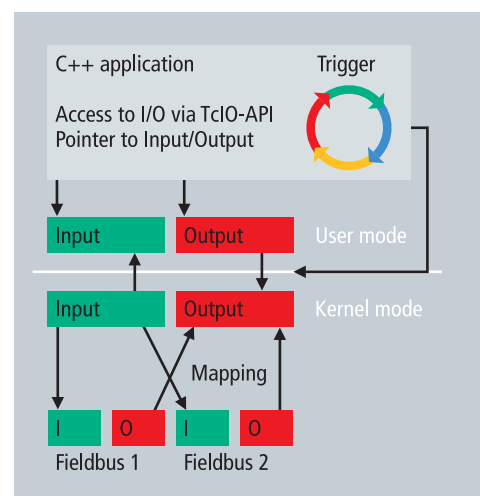 C++ application Trigger
Access to I/O via TcIO-API
Pointer to Input/Output
Input Output User mode
Input Output Kernel mode
Mapping
I O I O
Fieldbus 1 Fieldbus 2